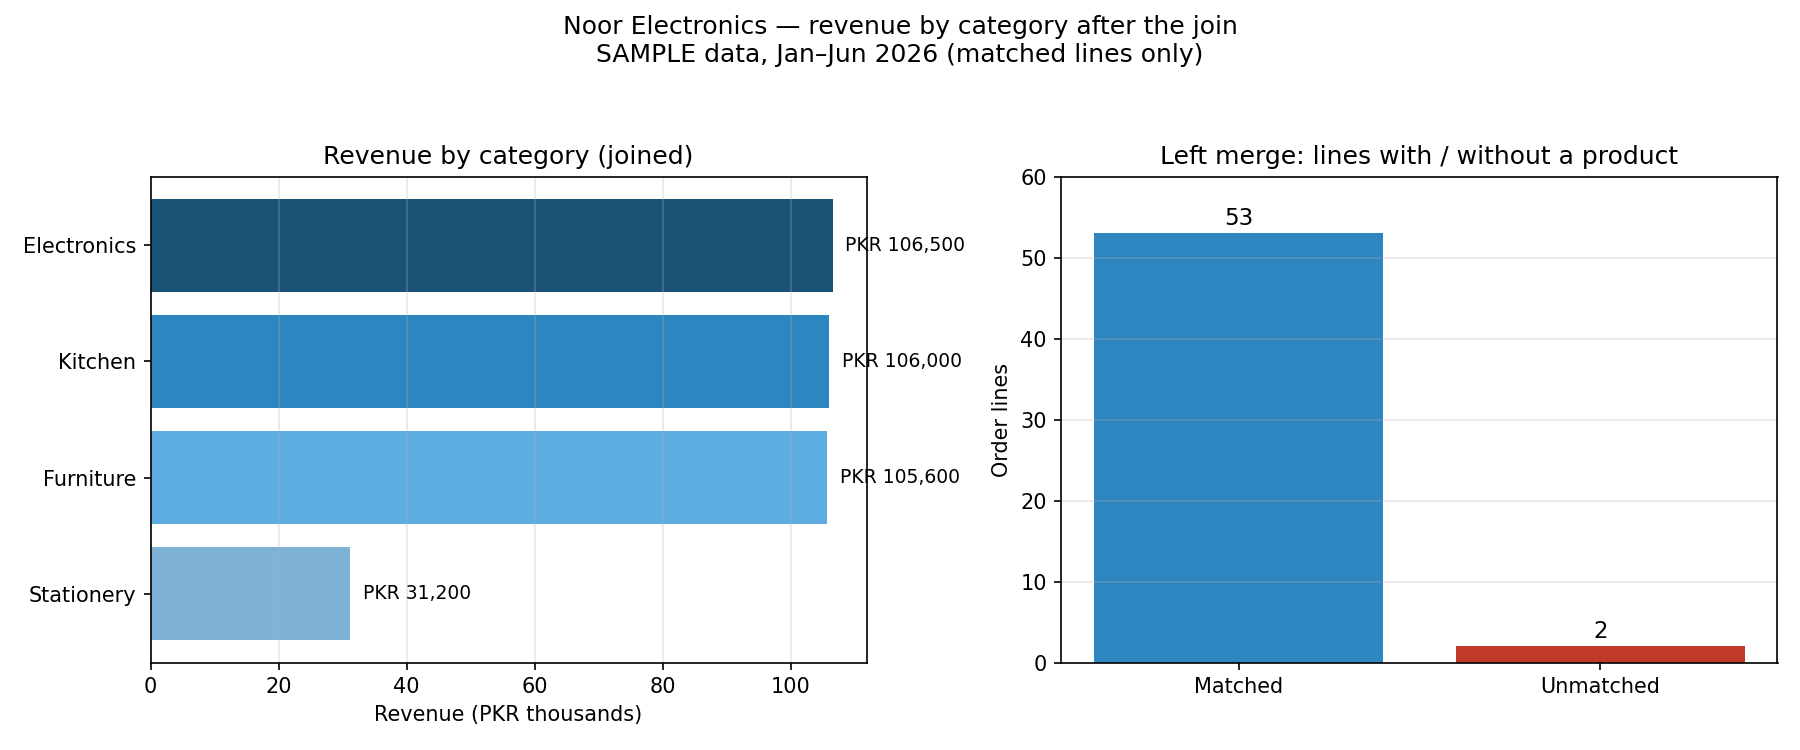 Noor Electronics — revenue by category after the join
SAMPLE data, Jan–Jun 2026 (matched lines only)
Revenue by category (joined)
Electronics
PKR 106,500
Kitchen
PKR 106,000
Furniture
PKR 105,600
Stationery
PKR 31,200
0 20 40 60 80 100
Revenue (PKR thousands)
Left merge: lines with / without a product
Order lines
60
50
40
30
20
10
0
53
2
Matched Unmatched